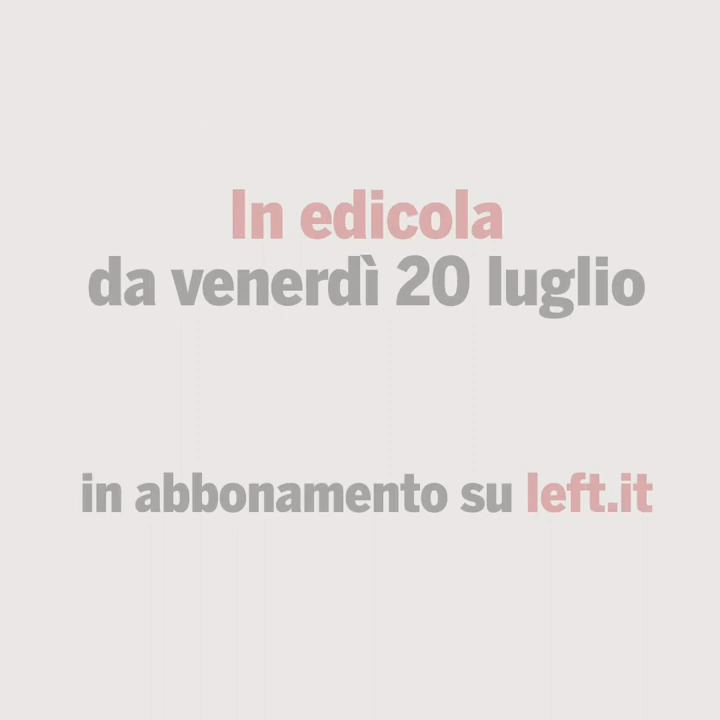 In edicola
da venerdì 20 luglio
in abbonamento su left.it